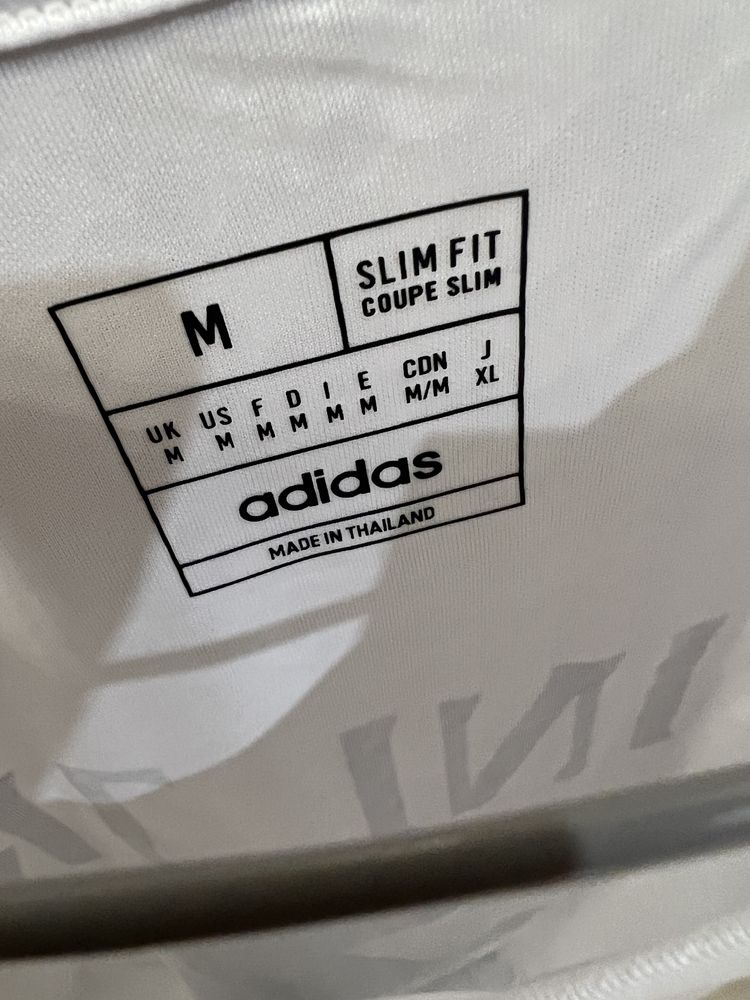 M
SLIM FIT
COUPE SLIM
UK US F D I E CDN J
M M M M M M M/M XL
adidas
MADE IN THAILAND